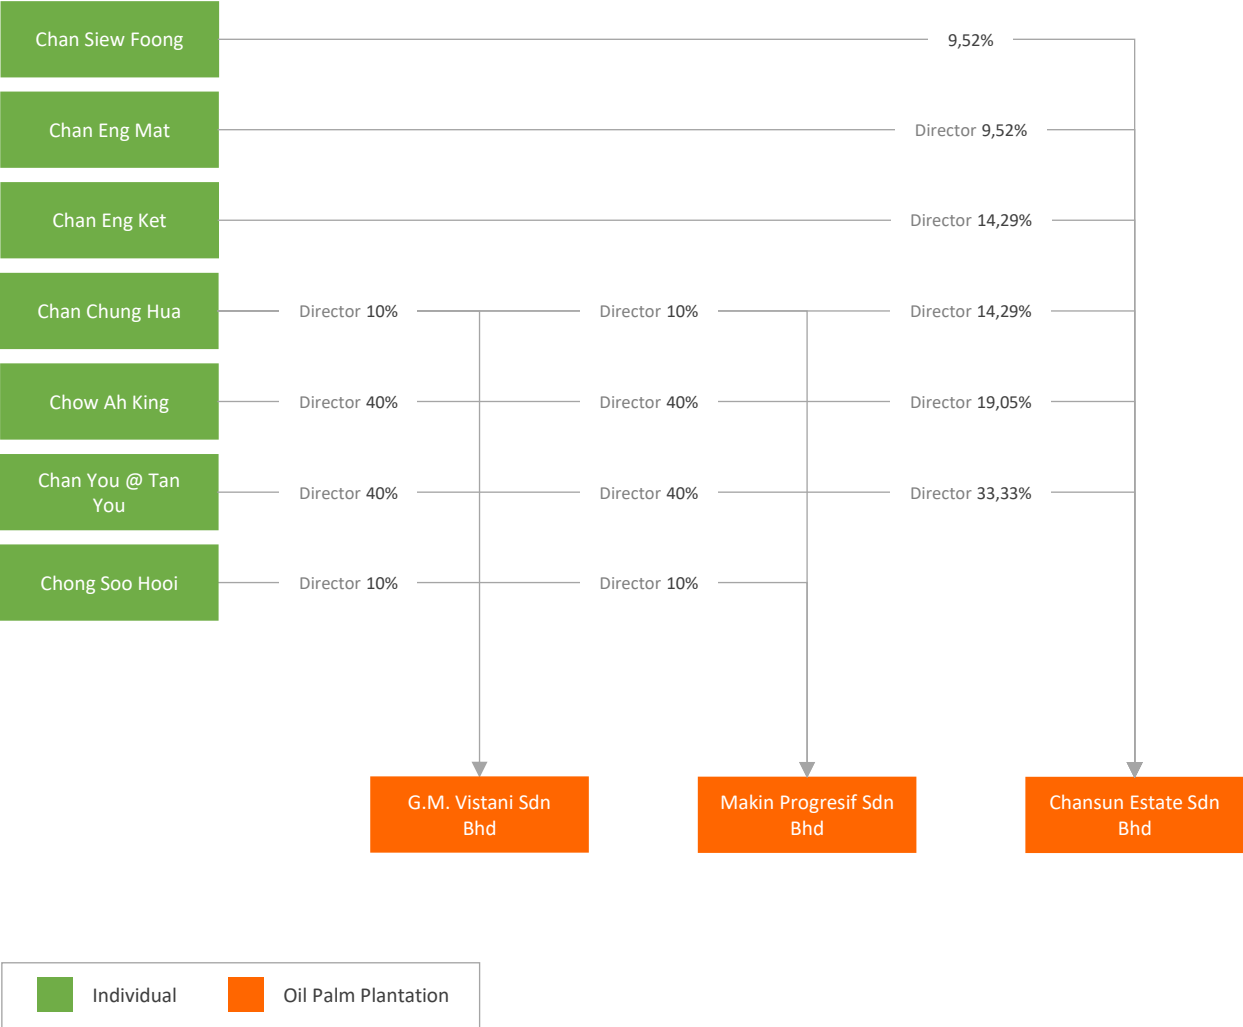 Chan Siew Foong
9,52%
Chan Eng Mat
Director 9,52%
Chan Eng Ket
Director 14,29%
Chan Chung Hua
Director 10%
Director 10%
Director 14,29%
Chow Ah King
Director 40%
Director 40%
Director 19,05%
Chan You @ Tan
You
Director 40%
Director 40%
Director 33,33%
Chong Soo Hooi
Director 10%
Director 10%
G.M. Vistani Sdn
Bhd
Makin Progresif Sdn
Bhd
Chansun Estate Sdn
Bhd
Individual
Oil Palm Plantation